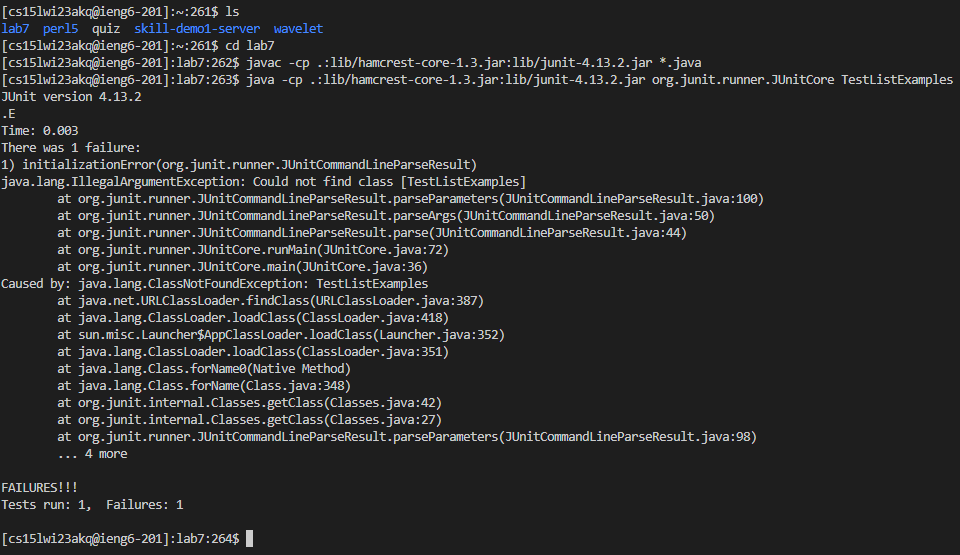 [cs15lwi23akq@ieng6-201]:~:261$ ls
lab7  perl5  quiz  skill-demo1-server  wavelet
[cs15lwi23akq@ieng6-201]:~:261$ cd lab7
[cs15lwi23akq@ieng6-201]:lab7:262$ javac -cp .:lib/hamcrest-core-1.3.jar:lib/junit-4.13.2.jar *.java
[cs15lwi23akq@ieng6-201]:lab7:263$ java -cp .:lib/hamcrest-core-1.3.jar:lib/junit-4.13.2.jar org.junit.runner.JUnitCore TestListExamples
JUnit version 4.13.2
.E
Time: 0.003
There was 1 failure:
1) initializationError(org.junit.runner.JUnitCommandLineParseResult)
java.lang.IllegalArgumentException: Could not find class [TestListExamples]
        at org.junit.runner.JUnitCommandLineParseResult.parseParameters(JUnitCommandLineParseResult.java:100)
        at org.junit.runner.JUnitCommandLineParseResult.parseArgs(JUnitCommandLineParseResult.java:50)
        at org.junit.runner.JUnitCommandLineParseResult.parse(JUnitCommandLineParseResult.java:44)
        at org.junit.runner.JUnitCore.runMain(JUnitCore.java:72)
        at org.junit.runner.JUnitCore.main(JUnitCore.java:36)
Caused by: java.lang.ClassNotFoundException: TestListExamples
        at java.net.URLClassLoader.findClass(URLClassLoader.java:387)
        at java.lang.ClassLoader.loadClass(ClassLoader.java:418)
        at sun.misc.Launcher$AppClassLoader.loadClass(Launcher.java:352)
        at java.lang.ClassLoader.loadClass(ClassLoader.java:351)
        at java.lang.Class.forName0(Native Method)
        at java.lang.Class.forName(Class.java:348)
        at org.junit.internal.Classes.getClass(Classes.java:42)
        at org.junit.internal.Classes.getClass(Classes.java:27)
        at org.junit.runner.JUnitCommandLineParseResult.parseParameters(JUnitCommandLineParseResult.java:98)
        ... 4 more

FAILURES!!!
Tests run: 1,  Failures: 1

[cs15lwi23akq@ieng6-201]:lab7:264$